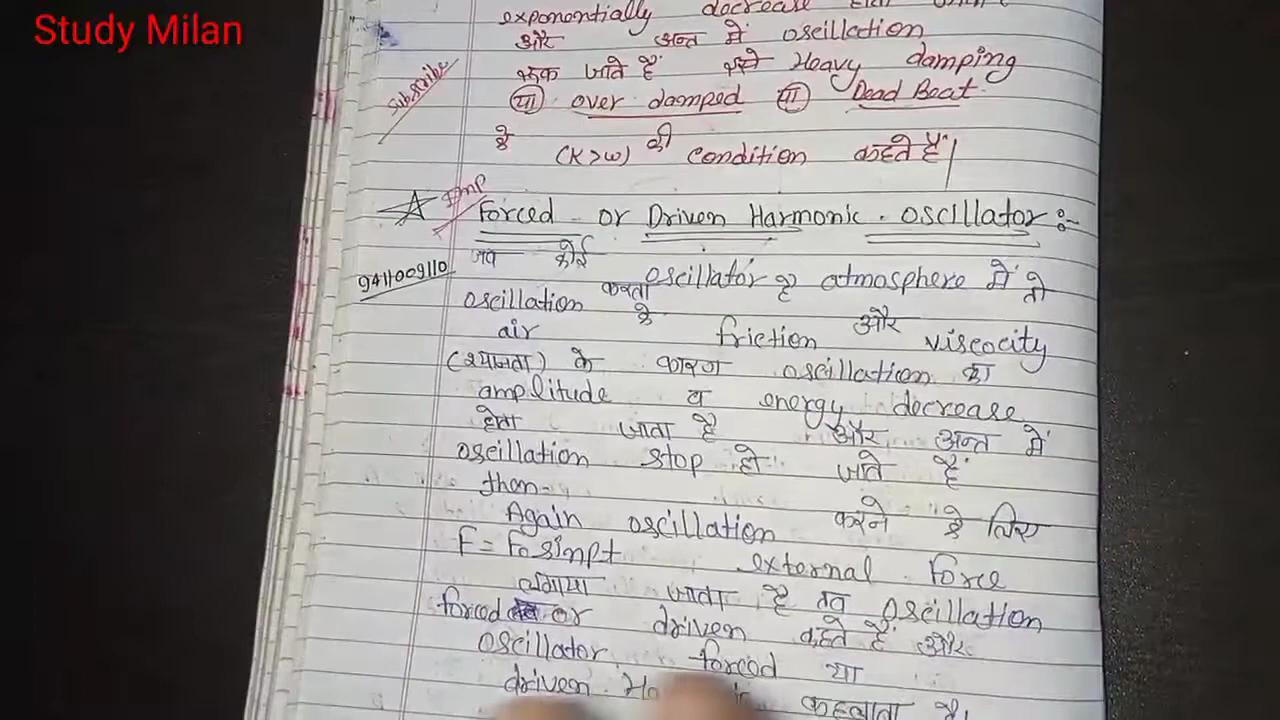 Study Milan
exponentially decrease
और अन्त में oscillation
रुक जाते हैं इसे Heavy damping
Subscribe
(या) over damped (या) Dead Beat
के (K>ω) की condition कहते हैं।
Imp
Forced or Driven Harmonic oscillator :-
जब कोई oscillator है atmosphere में तो
9411009110
oscillation करता है
air friction और viscocity
(श्यानता) के कारण oscillation का
amplitude व energy decrease
होता जाता है और अन्त में
oscillation stop हो जाते हैं
then-
Again oscillation करने के लिए
F = F₀ sinpt external force
लगाया जाता है तब oscillation
forced or driven कहते हैं और
oscillator forced या
driven कहलाता है।